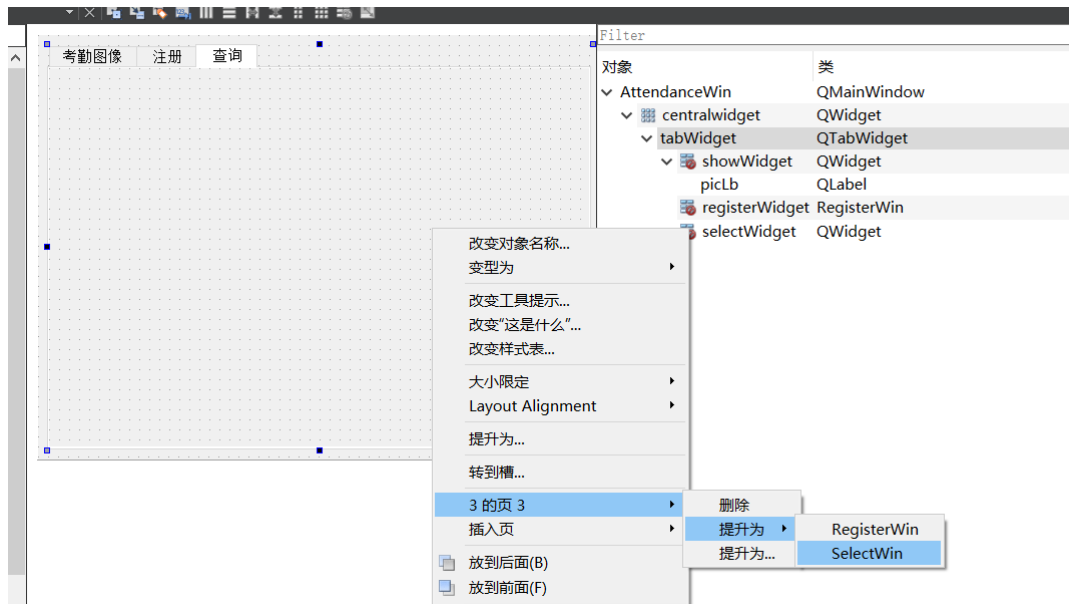 Filter
考勤图像 注册 查询
对象 类
AttendanceWin QMainWindow
centralwidget QWidget
tabWidget QTabWidget
showWidget QWidget
picLb QLabel
registerWidget RegisterWin
selectWidget QWidget
改变对象名称...
变型为
改变工具提示...
改变“这是什么”...
改变样式表...
大小限定
Layout Alignment
提升为...
转到槽...
3 的页 3
插入页
放到后面(B)
放到前面(F)
删除
提升为
提升为...
RegisterWin
SelectWin